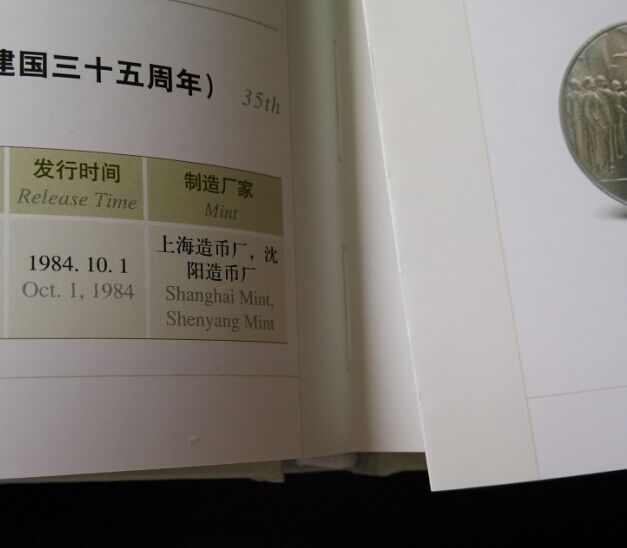 建国三十五周年）
35th
发行时间
Release Time
制造厂家
Mint
1984. 10. 1
Oct. 1, 1984
上海造币厂，沈
阳造币厂
Shanghai Mint,
Shenyang Mint